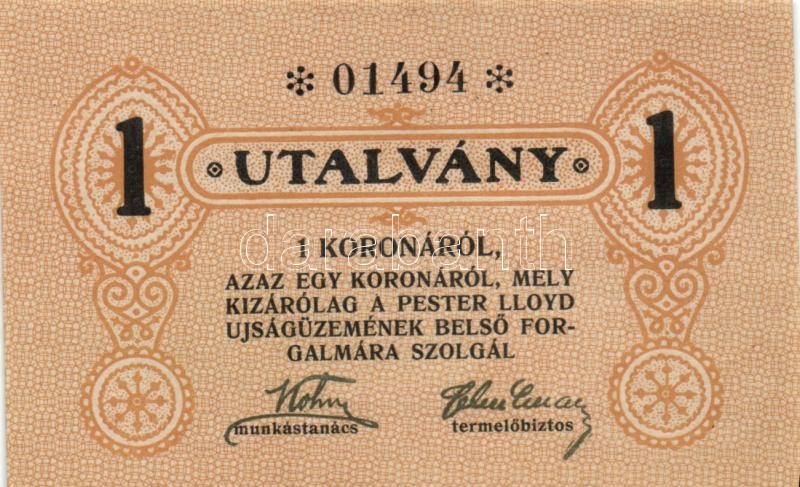 * 01494 *
1 1
UTALVÁNY
1 KORONÁRÓL,
databanth
AZAZ EGY KORONÁRÓL, MELY
KIZÁRÓLAG A PESTER LLOYD
UJSÁGÜZEMÉNEK BELSŐ FOR-
GALMÁRA SZOLGÁL
munkástanács termelőbiztos